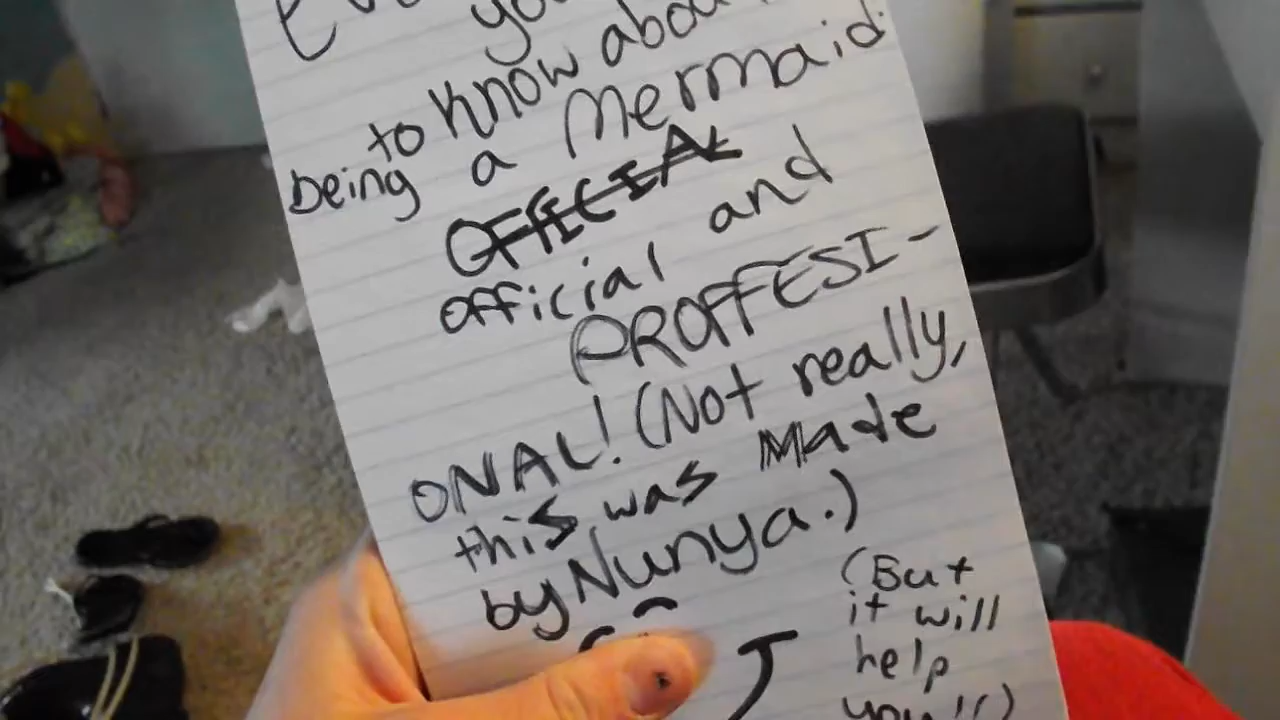 you
to know about
being a Mermaid.
OFFICIAL
official and
PROFFESI-
ONAL! (Not really,
this was Made
by Nunya.)
(But
it will
help
you!!)